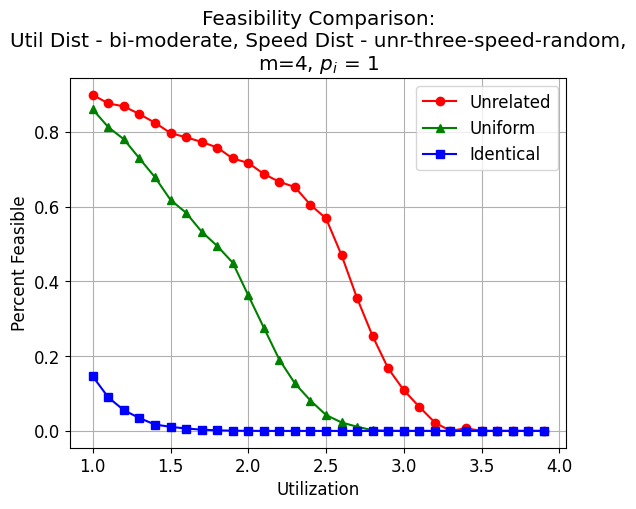 Feasibility Comparison:
Util Dist - bi-moderate, Speed Dist - unr-three-speed-random,
m=4, $p_i$ = 1
Unrelated
Uniform
Identical
Percent Feasible
0.8
0.6
0.4
0.2
0.0
1.0 1.5 2.0 2.5 3.0 3.5 4.0
Utilization